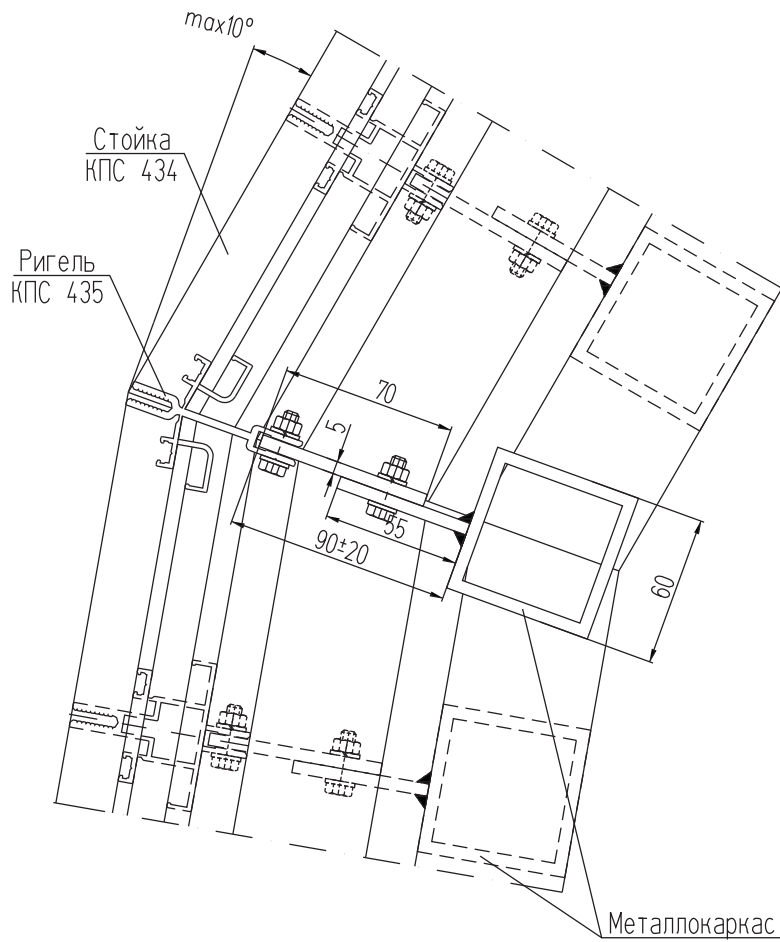 max10°
Стойка
КПС 434
Ригель
КПС 435
70
5
55
90±20
60
Металлокаркас